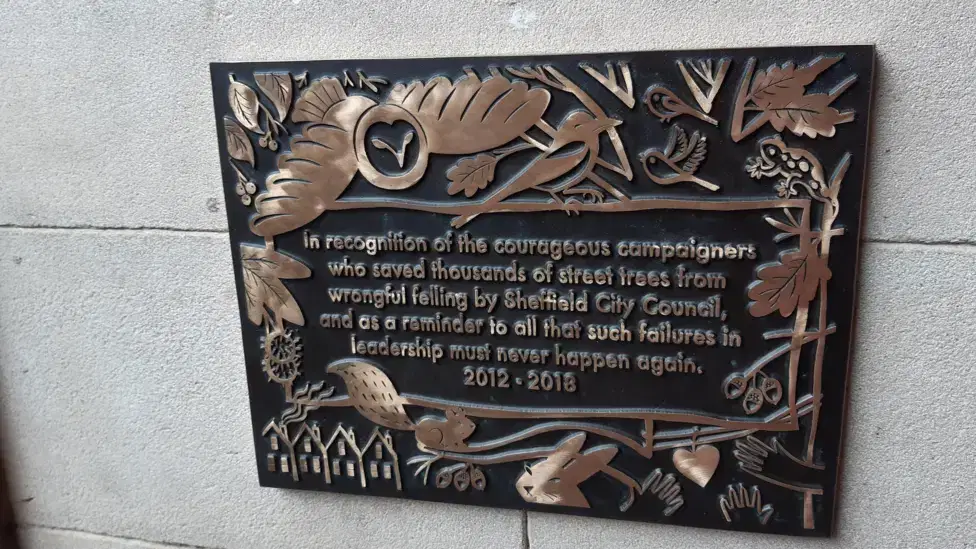 In recognition of the courageous campaigners
who saved thousands of street trees from
wrongful felling by Sheffield City Council,
and as a reminder to all that such failures in
leadership must never happen again.
2012 - 2018